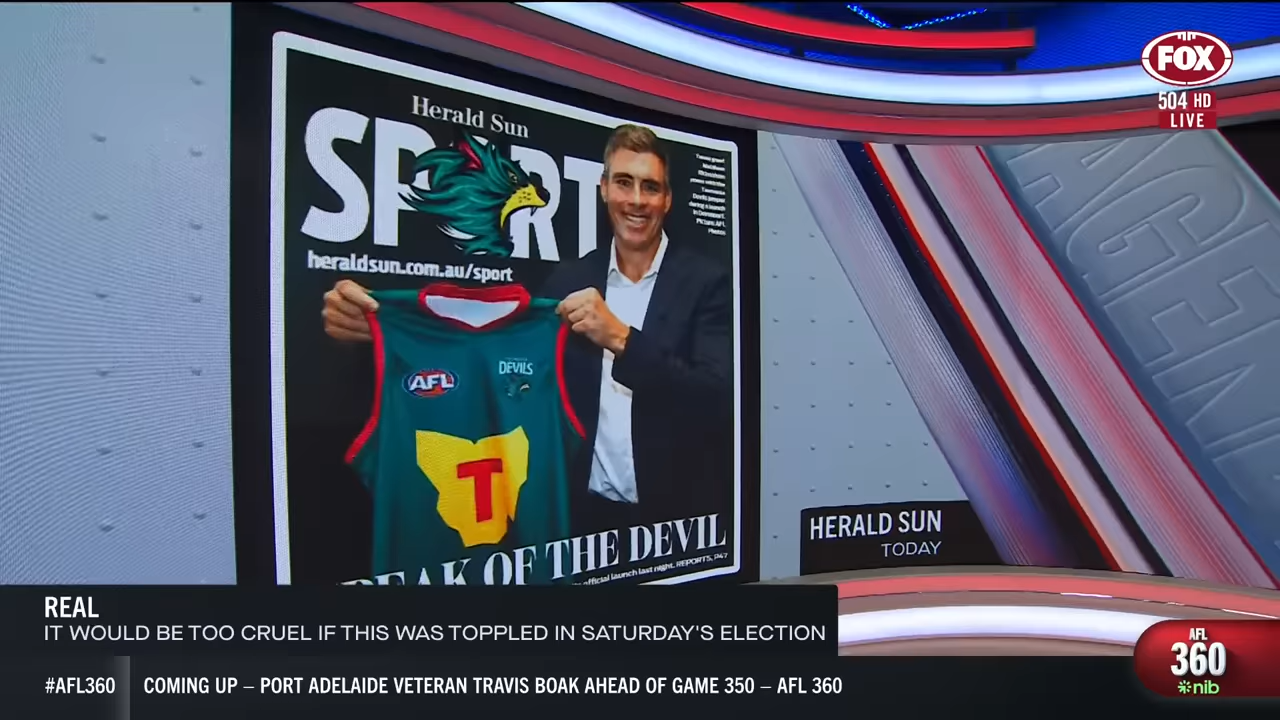 FOX
504 HD
LIVE
Herald Sun
SPORT
heraldsun.com.au/sport
AFL
DEVILS
T
OF THE DEVIL
official launch last night. REPORTS, P47
HERALD SUN
TODAY
REAL
IT WOULD BE TOO CRUEL IF THIS WAS TOPPLED IN SATURDAY'S ELECTION
#AFL360
COMING UP – PORT ADELAIDE VETERAN TRAVIS BOAK AHEAD OF GAME 350 – AFL 360
AFL
360
nib